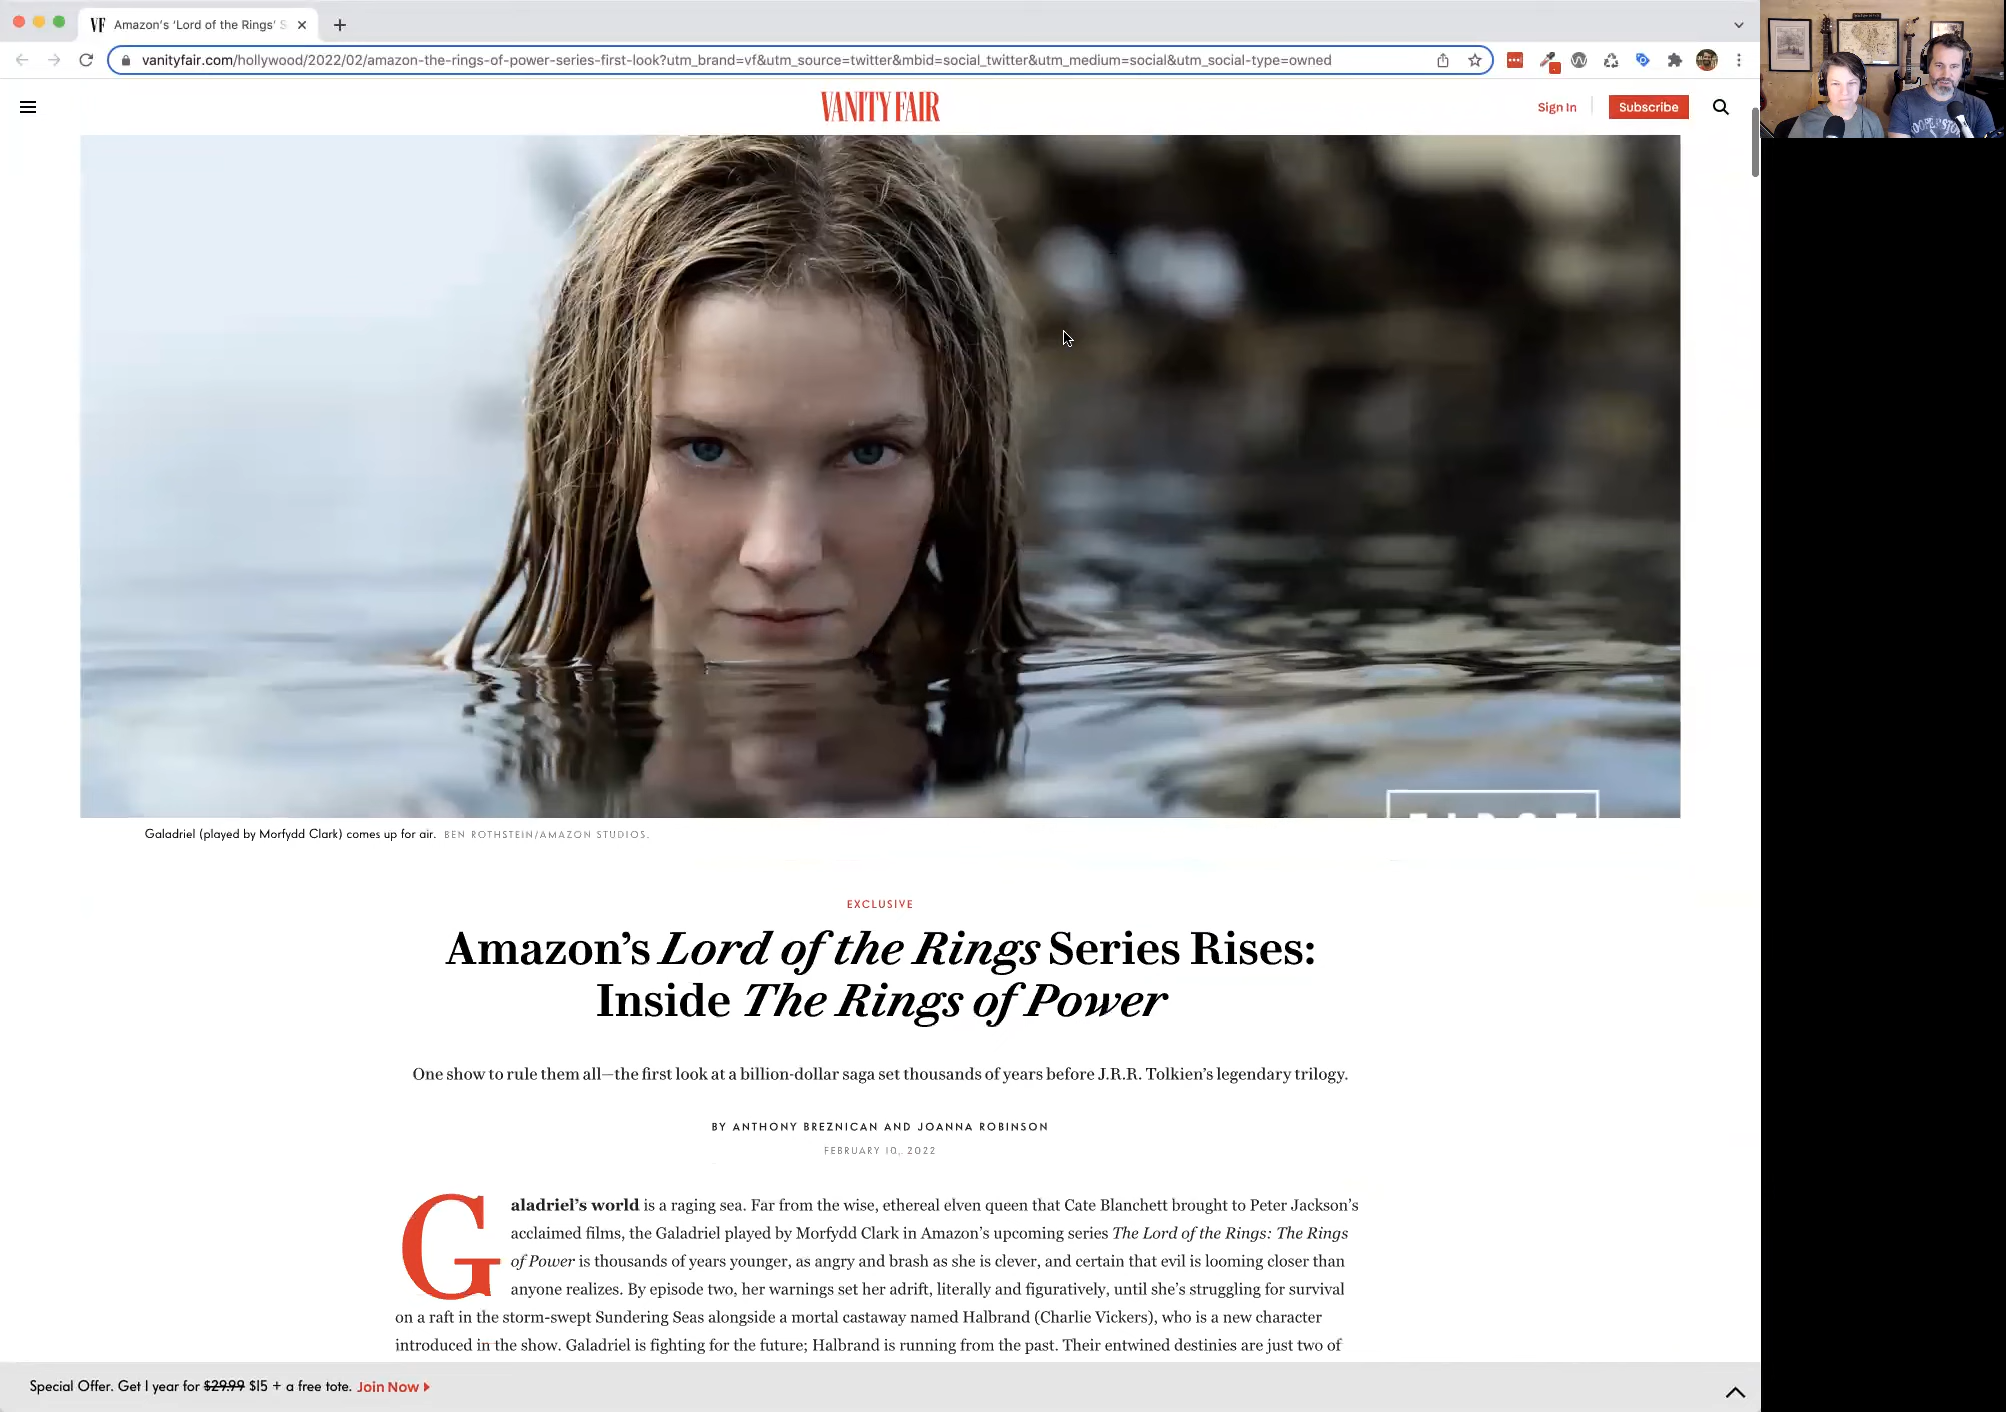 Amazon's 'Lord of the Rings' S
vanityfair.com/hollywood/2022/02/amazon-the-rings-of-power-series-first-look?utm_brand=vf&utm_source=twitter&mbid=social_twitter&utm_medium=social&utm_social-type=owned
VANITY FAIR
Sign In
Subscribe
Galadriel (played by Morfydd Clark) comes up for air. BEN ROTHSTEIN/AMAZON STUDIOS.
EXCLUSIVE
Amazon's Lord of the Rings Series Rises:
Inside The Rings of Power
One show to rule them all—the first look at a billion-dollar saga set thousands of years before J.R.R. Tolkien's legendary trilogy.
BY ANTHONY BREZNICAN AND JOANNA ROBINSON
FEBRUARY 10, 2022
Galadriel's world is a raging sea. Far from the wise, ethereal elven queen that Cate Blanchett brought to Peter Jackson's
acclaimed films, the Galadriel played by Morfydd Clark in Amazon's upcoming series The Lord of the Rings: The Rings
of Power is thousands of years younger, as angry and brash as she is clever, and certain that evil is looming closer than
anyone realizes. By episode two, her warnings set her adrift, literally and figuratively, until she's struggling for survival
on a raft in the storm-swept Sundering Seas alongside a mortal castaway named Halbrand (Charlie Vickers), who is a new character
introduced in the show. Galadriel is fighting for the future; Halbrand is running from the past. Their entwined destinies are just two of
Special Offer. Get 1 year for $29.99 $15 + a free tote. Join Now